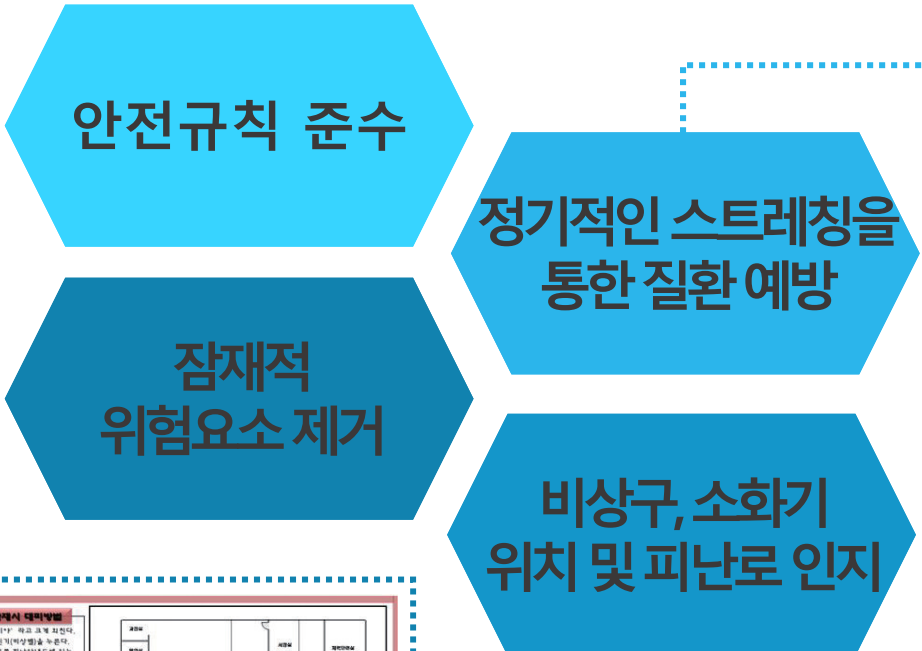 안전규칙 준수
정기적인 스트레칭을
통한 질환 예방
잠재적
위험요소 제거
비상구, 소화기
위치 및 피난로 인지